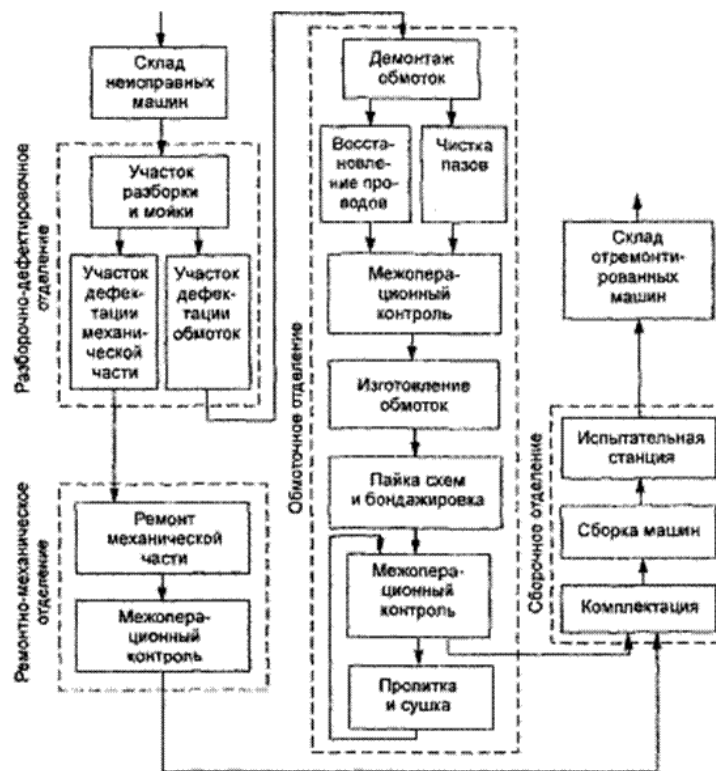 Склад
неисправных
машин
Разборочно-дефектировочное
отделение
Участок
разборки
и мойки
Участок
дефек-
тации
механи-
ческой
части
Участок
дефек-
тации
обмоток
Ремонтно-механическое
отделение
Ремонт
механической
части
Межопера-
ционный
контроль
Обмоточное отделение
Демонтаж
обмоток
Восста-
новле-
ние про-
водов
Чистка
пазов
Межопера-
ционный
контроль
Изготовление
обмоток
Пайка схем
и бондажировка
Межопера-
ционный
контроль
Пропитка
и сушка
Склад
отремонти-
рованных
машин
Сборочное отделение
Испытательная
станция
Сборка машин
Комплектация